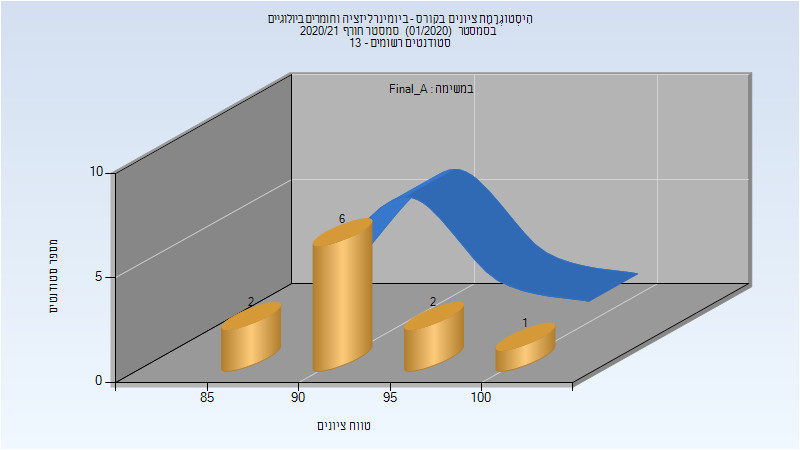 היסטוגרמת ציונים בקורס - ביומינרליזציה וחומרים ביולוגיים
בסמסטר (01/2020) סמסטר חורף 2020/21
סטודנטים רשומים - 13
במשימה : Final_A
מספר סטודנטים
10
5
0
2
6
2
1
85
90
95
100
טווח ציונים